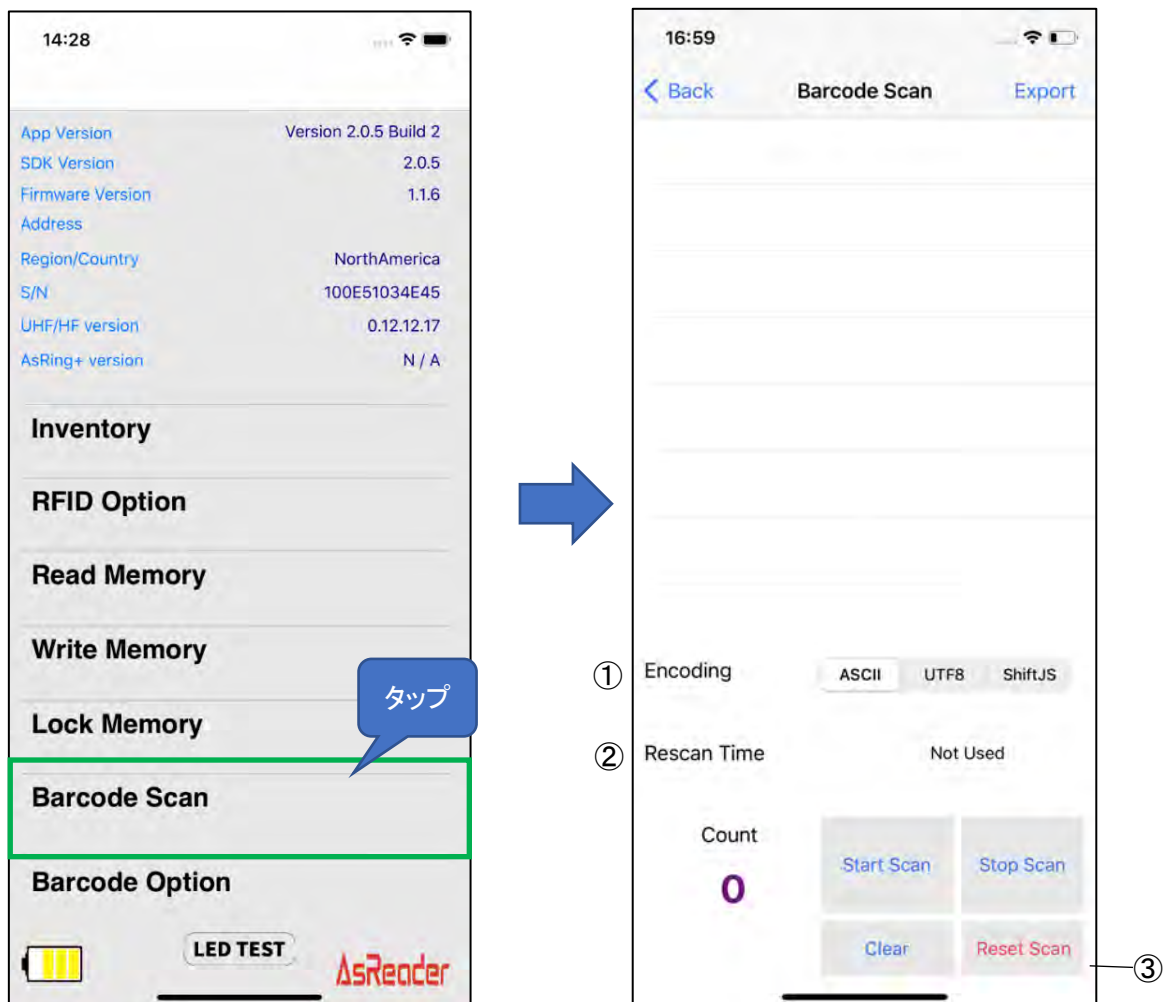 14:28
App Version Version 2.0.5 Build 2
SDK Version 2.0.5
Firmware Version 1.1.6
Address
Region/Country NorthAmerica
S/N 100E51034E45
UHF/HF version 0.12.12.17
AsRing+ version N / A
Inventory
RFID Option
Read Memory
Write Memory
タップ
Lock Memory
Barcode Scan
Barcode Option
LED TEST
AsReader
16:59
Back Barcode Scan Export
① Encoding ASCII UTF8 ShiftJS
② Rescan Time Not Used
Count
0
Start Scan Stop Scan
Clear Reset Scan
③